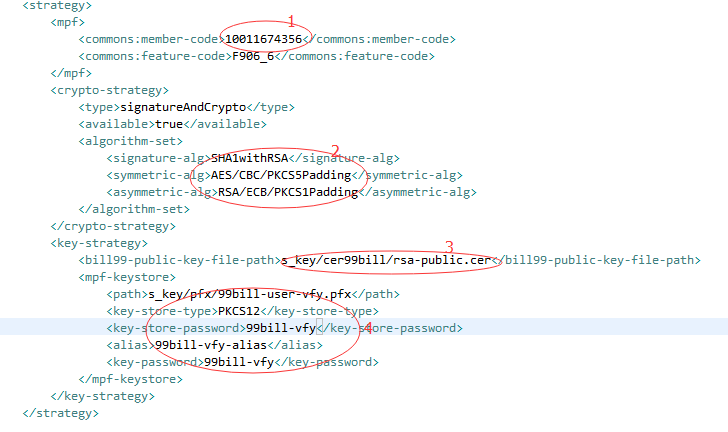 <strategy>
<mpf>
1
<commons:member-code>10011674356</commons:member-code>
<commons:feature-code>F906_6</commons:feature-code>
</mpf>
<crypto-strategy>
<type>signatureAndCrypto</type>
<available>true</available>
<algorithm-set>
2
<signature-alg>SHA1withRSA</signature-alg>
<symmetric-alg>AES/CBC/PKCS5Padding</symmetric-alg>
<asymmetric-alg>RSA/ECB/PKCS1Padding</asymmetric-alg>
</algorithm-set>
</crypto-strategy>
<key-strategy>
3
<bill99-public-key-file-path>s_key/cer99bill/rsa-public.cer</bill99-public-key-file-path>
<mpf-keystore>
<path>s_key/pfx/99bill-user-vfy.pfx</path>
<key-store-type>PKCS12</key-store-type>
<key-store-password>99bill-vfy</key-store-password>
4
<alias>99bill-vfy-alias</alias>
<key-password>99bill-vfy</key-password>
</mpf-keystore>
</key-strategy>
</strategy>